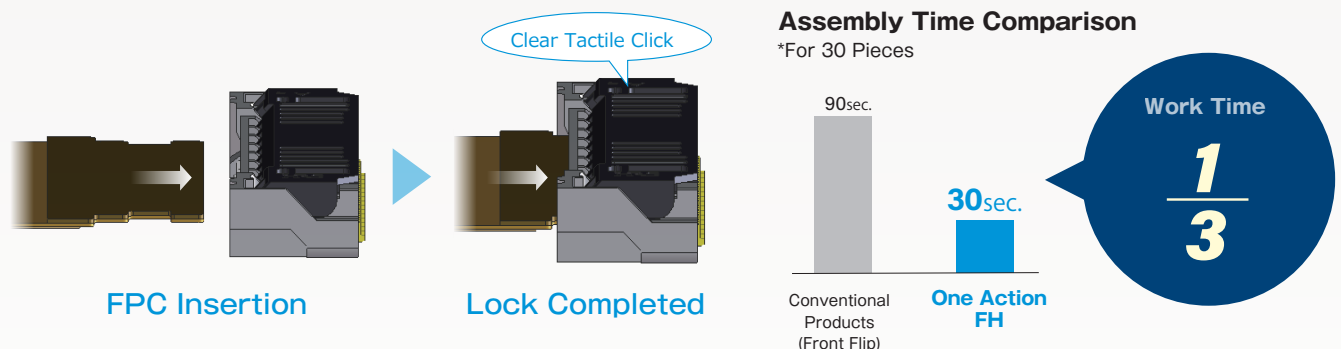 Clear Tactile Click
FPC Insertion
Lock Completed
Assembly Time Comparison
*For 30 Pieces
90sec.
30sec.
Conventional
Products
(Front Flip)
One Action
FH
Work Time
1
3